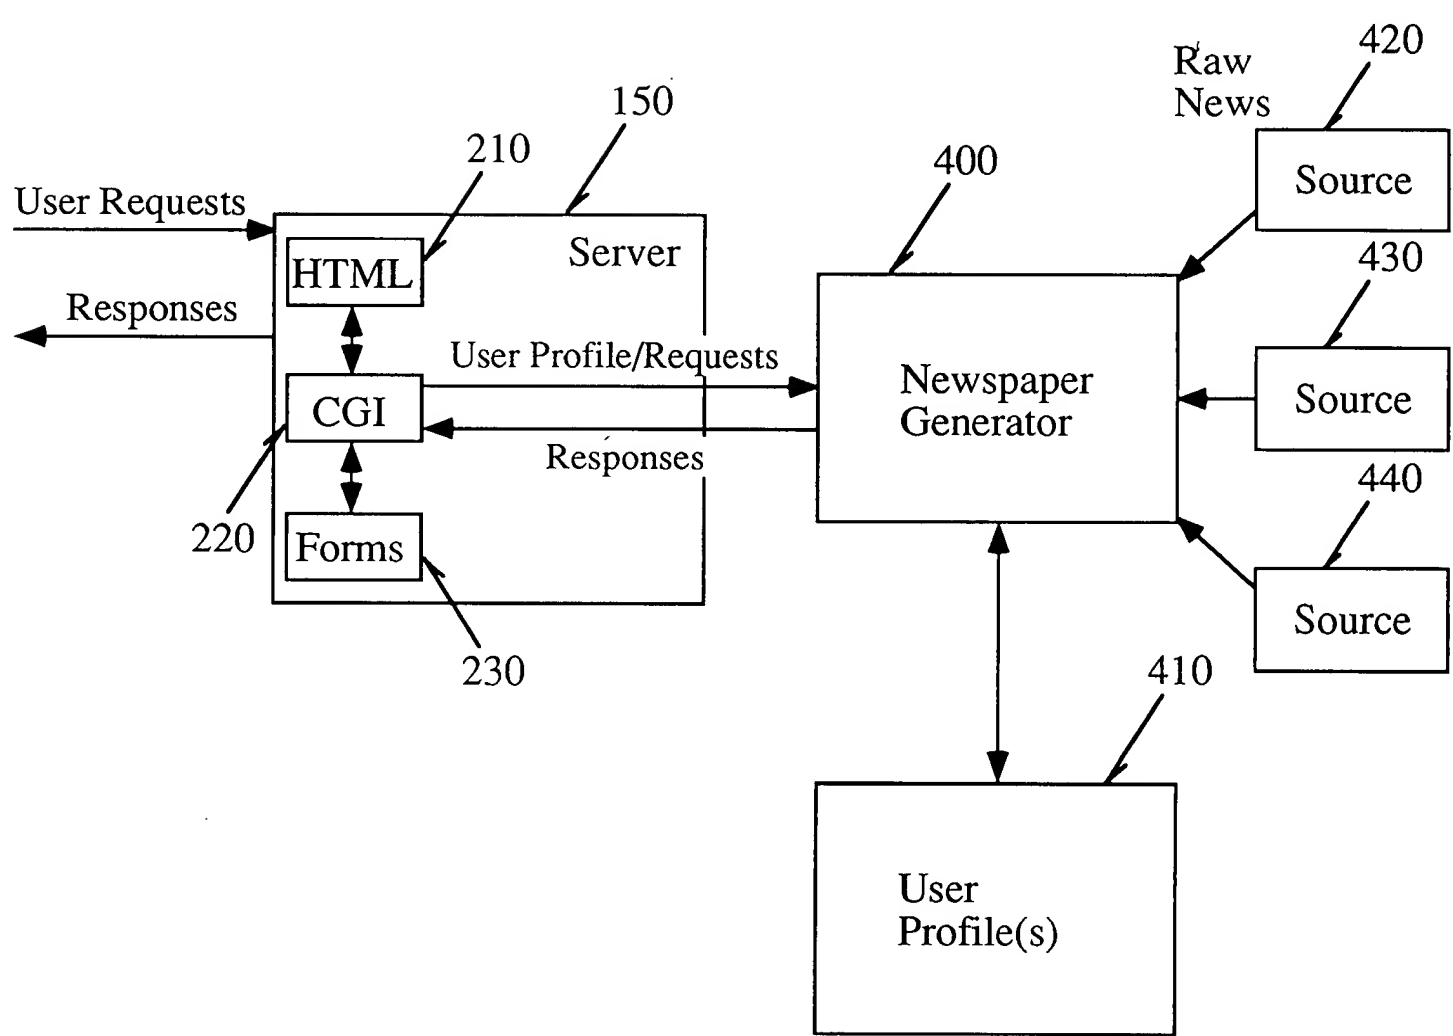 420
Raw
News
150
210
400
Source
User Requests
430
Server
HTML
Responses
User Profile/Requests
Newspaper
Generator
Source
CGI
Responses
440
220
Forms
Source
230
410
User
Profile(s)